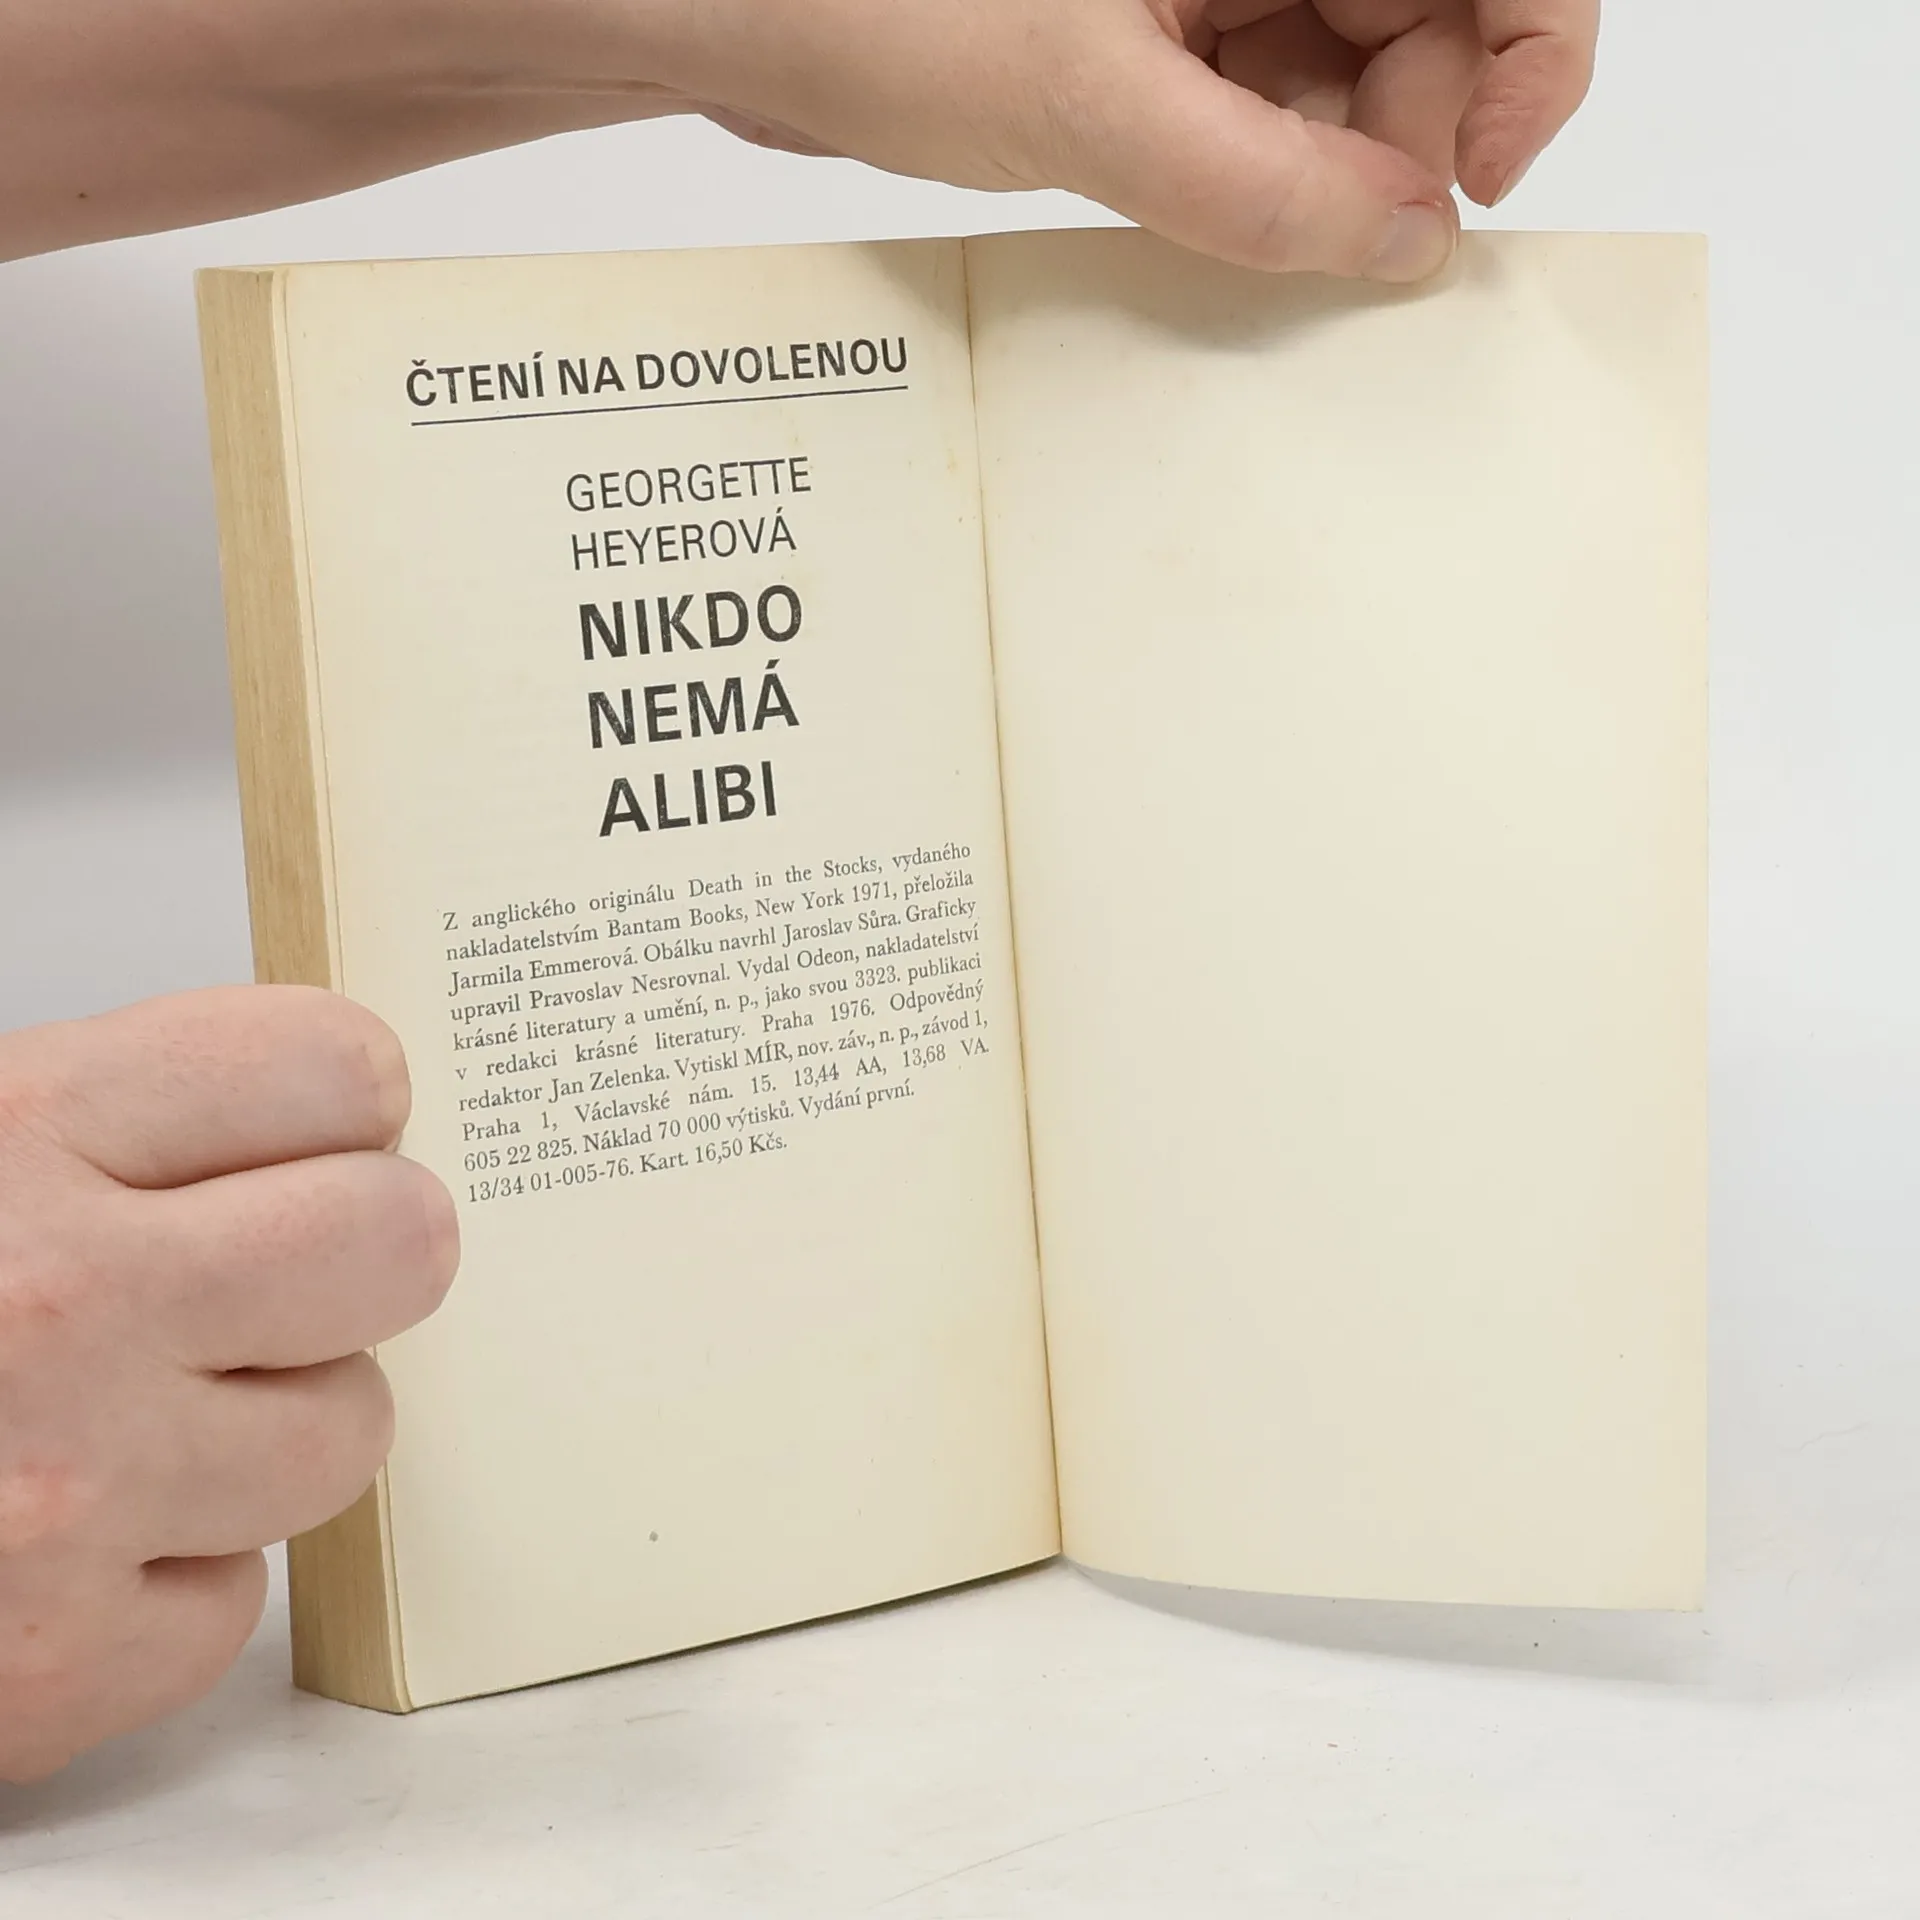 ČTENÍ NA DOVOLENOU
GEORGETTE
HEYEROVÁ
NIKDO
NEMÁ
ALIBI
Z anglického originálu Death in the Stocks, vydaného
nakladatelstvím Bantam Books, New York 1971, přeložila
Jarmila Emmerová. Obálku navrhl Jaroslav Sůra. Graficky
upravil Pravoslav Nesrovnal. Vydal Odeon, nakladatelství
krásné literatury a umění, n. p., jako svou 3323. publikaci
v redakci krásné literatury. Praha 1976. Odpovědný
redaktor Jan Zelenka. Vytiskl MÍR, nov. záv., n. p., závod 1,
Praha 1, Václavské nám. 15. 13,44 AA, 13,68 VA.
605 22 825. Náklad 70 000 výtisků. Vydání první.
13/34 01-005-76. Kart. 16,50 Kčs.